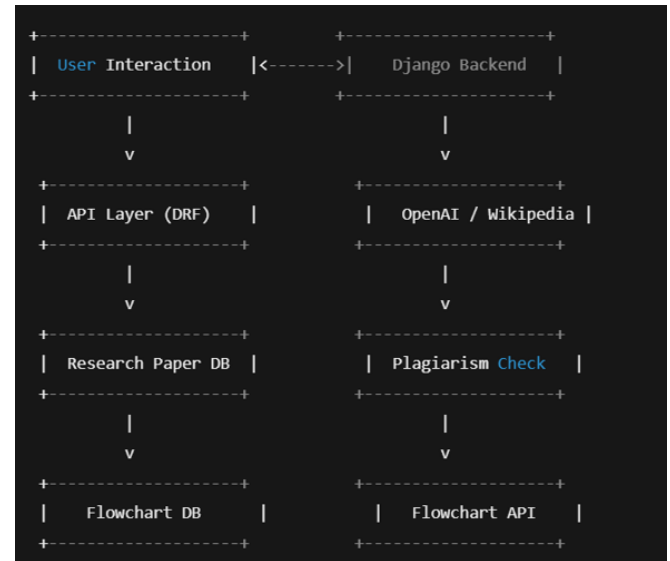 +---------------------+         +---------------------+
|  User Interaction    |<------->|    Django Backend   |
+---------------------+         +---------------------+
          |                                |
          v                                v
 +--------------------+           +--------------------+
 |  API Layer (DRF)    |           |   OpenAI / Wikipedia |
 +--------------------+           +--------------------+
          |                                |
          v                                v
 +--------------------+           +--------------------+
 |  Research Paper DB  |           |  Plagiarism Check   |
 +--------------------+           +--------------------+
          |                                |
          v                                v
 +--------------------+           +--------------------+
 |    Flowchart DB      |           |   Flowchart API    |
 +--------------------+           +--------------------+